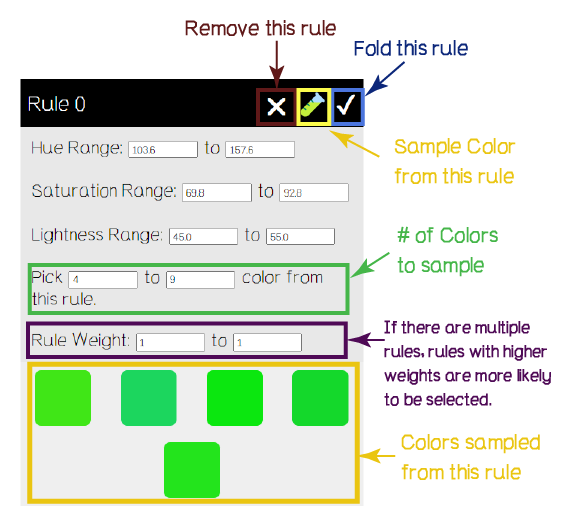 Remove this rule
Fold this rule
Rule 0
Hue Range: 103.6 to 157.6
Sample Color
from this rule
Saturation Range: 69.8 to 92.8
Lightness Range: 45.0 to 55.0
# of Colors
to sample
Pick 4 to 9 color from
this rule.
Rule Weight: 1 to 1
If there are multiple
rules, rules with higher
weights are more likely
to be selected.
Colors sampled
from this rule